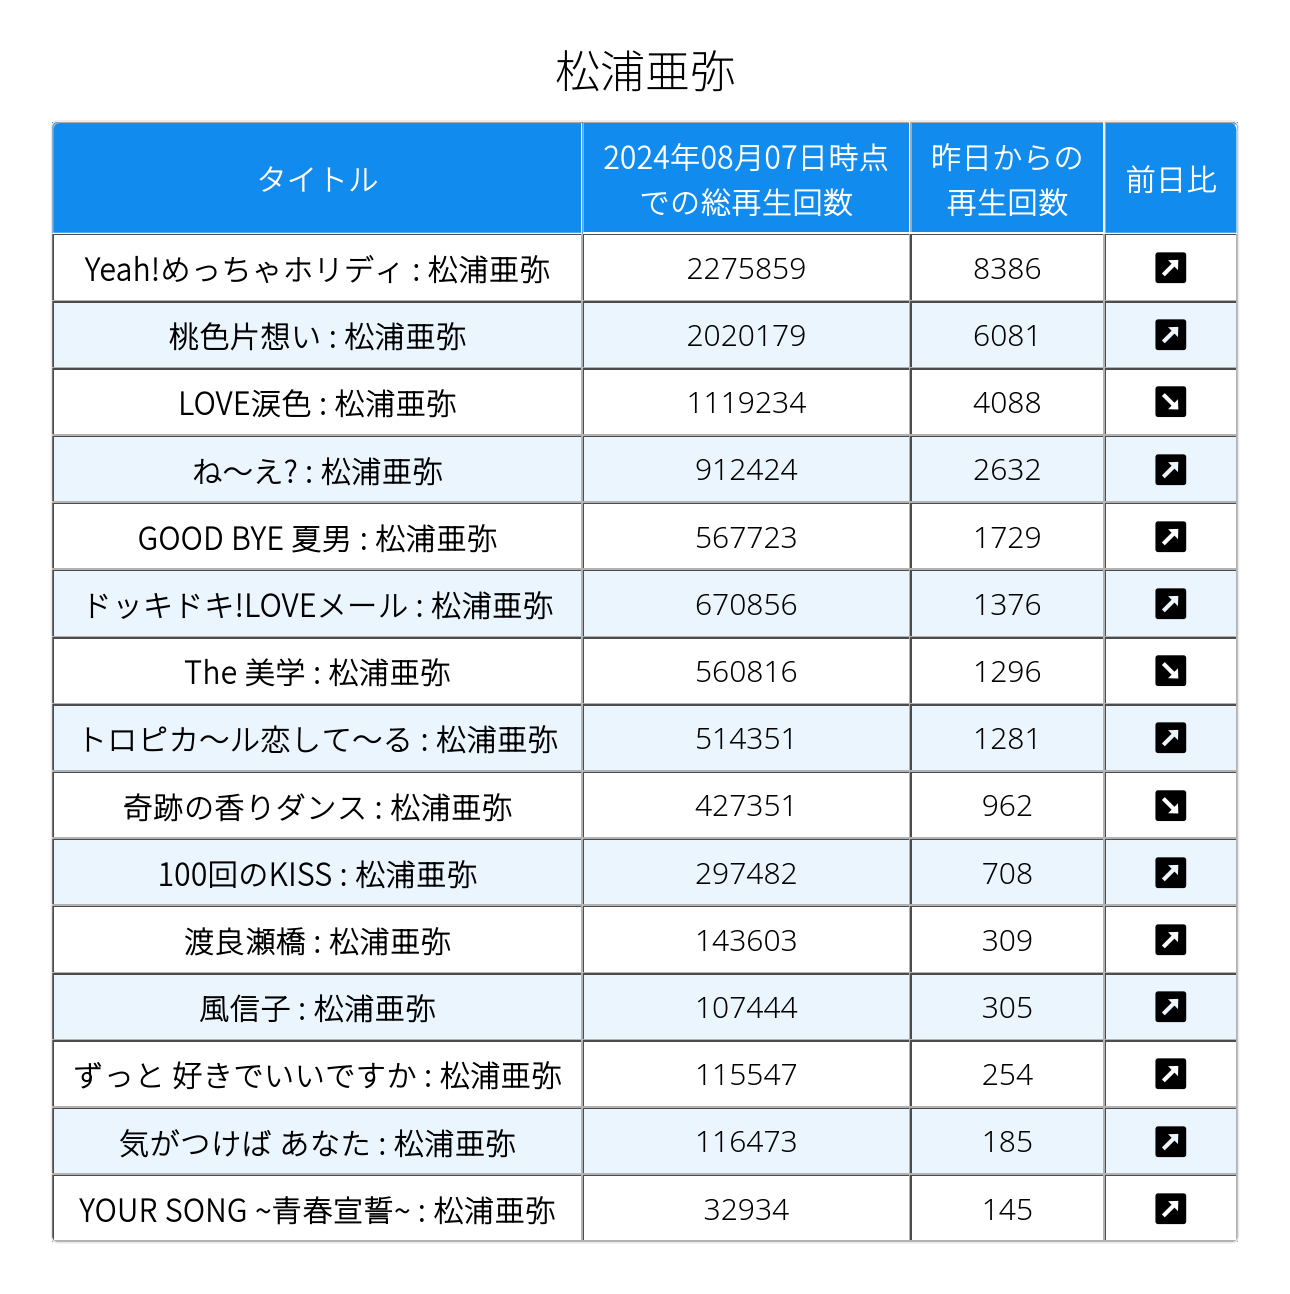 松浦亜弥
タイトル
2024年08月07日時点
での総再生回数
昨日からの
再生回数
前日比
Yeah!めっちゃホリディ : 松浦亜弥 2275859 8386
桃色片想い : 松浦亜弥 2020179 6081
LOVE涙色 : 松浦亜弥 1119234 4088
ね～え? : 松浦亜弥 912424 2632
GOOD BYE 夏男 : 松浦亜弥 567723 1729
ドッキドキ!LOVEメール : 松浦亜弥 670856 1376
The 美学 : 松浦亜弥 560816 1296
トロピカ～ル恋して～る : 松浦亜弥 514351 1281
奇跡の香りダンス : 松浦亜弥 427351 962
100回のKISS : 松浦亜弥 297482 708
渡良瀬橋 : 松浦亜弥 143603 309
風信子 : 松浦亜弥 107444 305
ずっと 好きでいいですか : 松浦亜弥 115547 254
気がつけば あなた : 松浦亜弥 116473 185
YOUR SONG ~青春宣誓~ : 松浦亜弥 32934 145